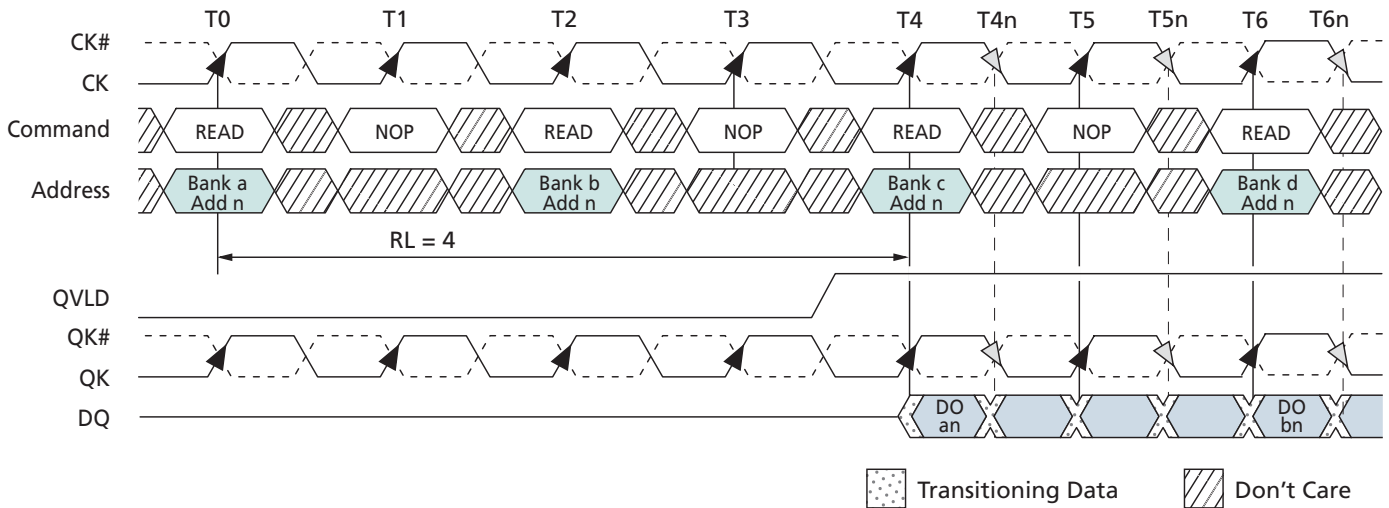 T0 T1 T2 T3 T4 T4n T5 T5n T6 T6n
CK#
CK
Command READ NOP READ NOP READ NOP READ
Address Bank a Add n Bank b Add n Bank c Add n Bank d Add n
RL = 4
QVLD
QK#
QK
DQ DO an DO bn
Transitioning Data Don't Care